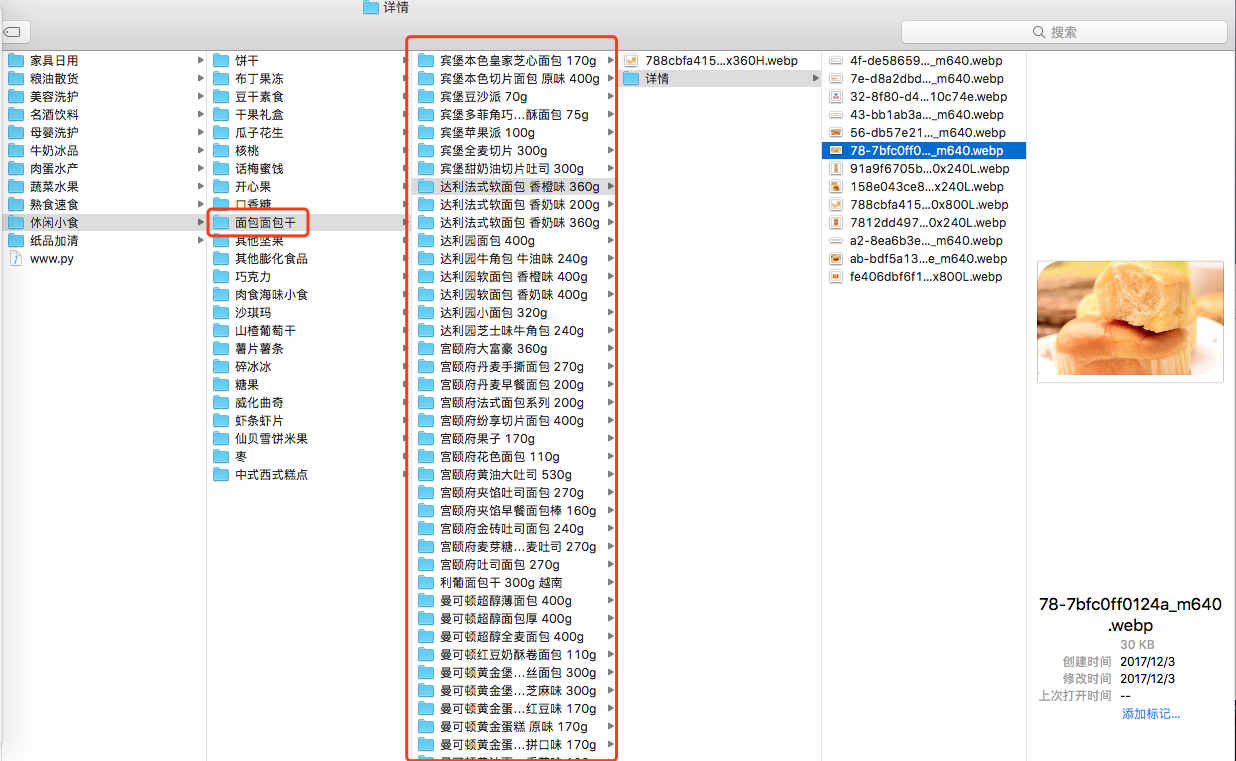 详情
搜索
家具日用
粮油散货
美容洗护
名酒饮料
母婴洗护
牛奶冰品
肉蛋水产
蔬菜水果
熟食速食
休闲小食
纸品加清
www.py
饼干
布丁果冻
豆干素食
干果礼盒
瓜子花生
核桃
话梅蜜饯
开心果
口香糖
面包面包干
其他坚果
其他膨化食品
巧克力
肉食海味小食
沙琪玛
山楂葡萄干
薯片薯条
碎冰冰
糖果
威化曲奇
虾条虾片
仙贝雪饼米果
枣
中式西式糕点
宾堡本色皇家芝心面包 170g
宾堡本色切片面包 原味 400g
宾堡豆沙派 70g
宾堡多菲角巧…酥面包 75g
宾堡苹果派 100g
宾堡全麦切片 300g
宾堡甜奶油切片吐司 300g
达利法式软面包 香橙味 360g
达利法式软面包 香奶味 200g
达利法式软面包 香奶味 360g
达利园面包 400g
达利园牛角包 牛油味 240g
达利园软面包 香橙味 400g
达利园软面包 香奶味 400g
达利园小面包 320g
达利园芝士味牛角包 240g
宫颐府大富豪 360g
宫颐府丹麦手撕面包 270g
宫颐府丹麦早餐面包 200g
宫颐府法式面包系列 200g
宫颐府纷享切片面包 400g
宫颐府果子 170g
宫颐府花色面包 110g
宫颐府黄油大吐司 530g
宫颐府夹馅吐司面包 270g
宫颐府夹馅早餐面包棒 160g
宫颐府金砖吐司面包 240g
宫颐府麦芽糖…麦吐司 270g
宫颐府吐司面包 270g
利葡面包干 300g 越南
曼可顿超醇薄面包 400g
曼可顿超醇面包厚 400g
曼可顿超醇全麦面包 400g
曼可顿红豆奶酥卷面包 110g
曼可顿黄金堡…丝面包 300g
曼可顿黄金堡…芝麻味 300g
曼可顿黄金蛋…红豆味 170g
曼可顿黄金蛋糕 原味 170g
曼可顿黄金蛋…拼口味 170g
788cbfa415...x360H.webp
详情
4f-de58659..._m640.webp
7e-d8a2dbd..._m640.webp
32-8f80-d4...10c74e.webp
43-bb1ab3a..._m640.webp
56-db57e21..._m640.webp
78-7bfc0ff0..._m640.webp
91a9f6705b...0x240L.webp
158e043ce8...x240L.webp
788cbfa415...0x800L.webp
7812dd497...0x240L.webp
a2-8ea6b3e..._m640.webp
ab-bdf5a13...e_m640.webp
fe406dbf6f1...x800L.webp
78-7bfc0ff0124a_m640
.webp
30 KB
创建时间 2017/12/3
修改时间 2017/12/3
上次打开时间 --
添加标记...